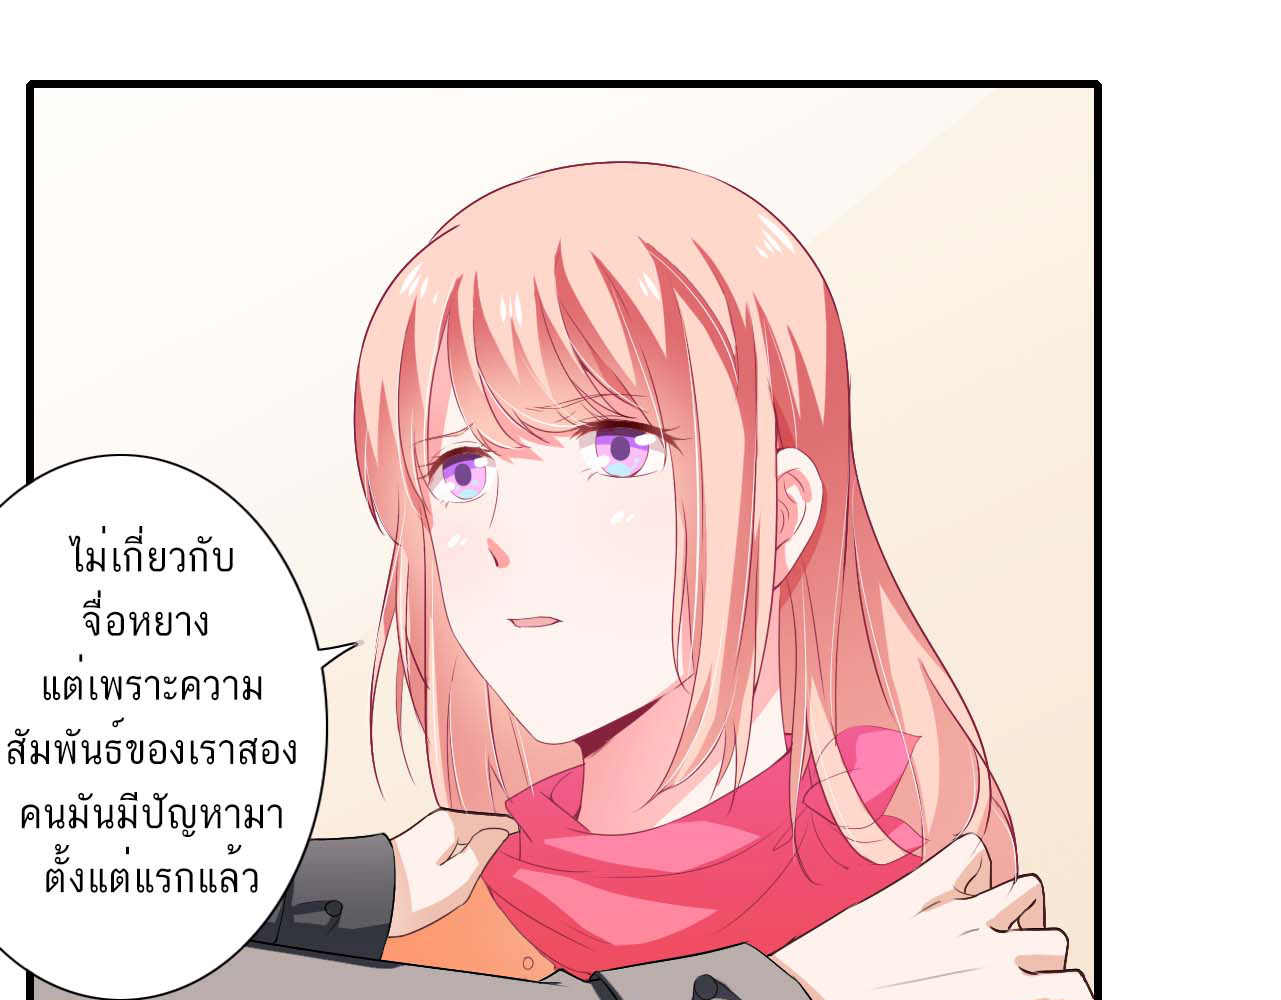 ไม่เกี่ยวกับ
จื่อหยาง
แต่เพราะความ
สัมพันธ์ของเราสอง
คนมันมีปัญหามา
ตั้งแต่แรกแล้ว